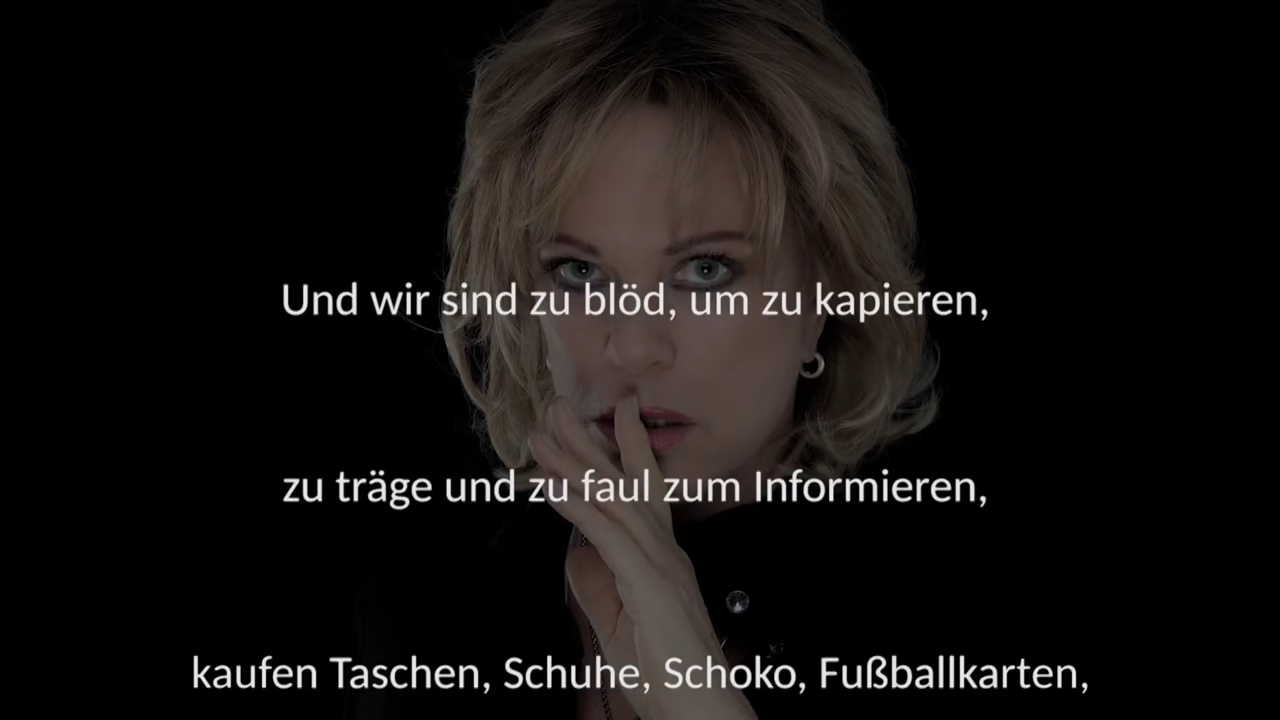 Und wir sind zu blöd, um zu kapieren,
zu träge und zu faul zum Informieren,
kaufen Taschen, Schuhe, Schoko, Fußballkarten,